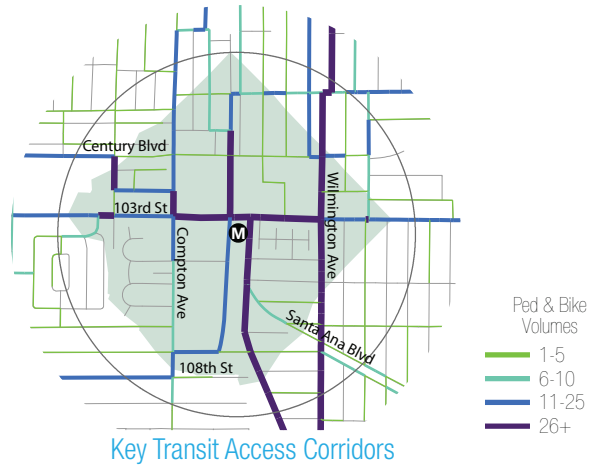 Century Blvd
103rd St
Wilmington Ave
M
Compton Ave
Santa Ana Blvd
108th St
Ped & Bike
Volumes
1-5
6-10
11-25
26+
Key Transit Access Corridors